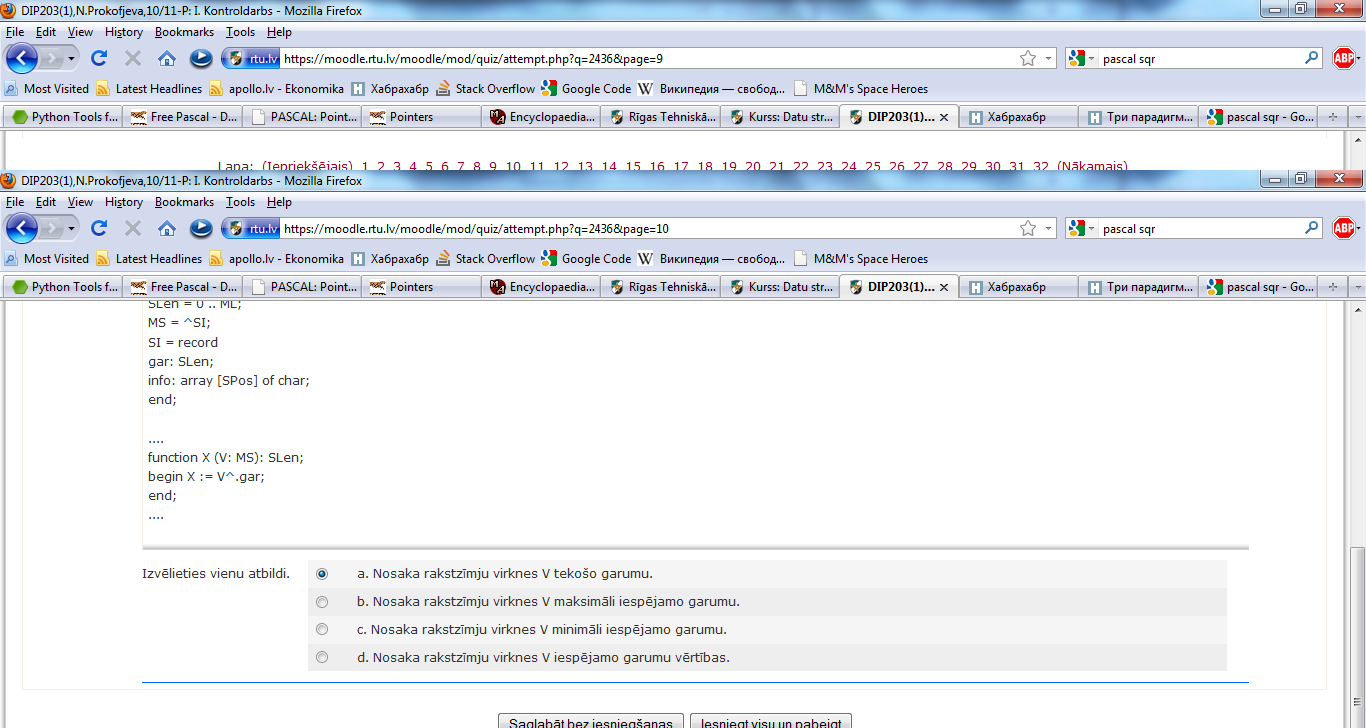 DIP203(1),N.Prokofjeva,10/11-P: I. Kontroldarbs - Mozilla Firefox
File Edit View History Bookmarks Tools Help
rtu.lv https://moodle.rtu.lv/moodle/mod/quiz/attempt.php?q=2436&page=9 pascal sqr ABP
Most Visited Latest Headlines apollo.lv - Ekonomika Хабрахабр Stack Overflow Google Code Википедия — свобод... M&M's Space Heroes
Python Tools f... Free Pascal - D... PASCAL: Point... Pointers Encyclopaedia... Rīgas Tehniskā... Kurss: Datu str... DIP203(1)... Хабрахабр Три парадигм... pascal sqr - Go...
Lapa: (Iepriekšējais) 1 2 3 4 5 6 7 8 9 10 11 12 13 14 15 16 17 18 19 20 21 22 23 24 25 26 27 28 29 30 31 32 (Nākamais)
DIP203(1),N.Prokofjeva,10/11-P: I. Kontroldarbs - Mozilla Firefox
File Edit View History Bookmarks Tools Help
rtu.lv https://moodle.rtu.lv/moodle/mod/quiz/attempt.php?q=2436&page=10 pascal sqr ABP
Most Visited Latest Headlines apollo.lv - Ekonomika Хабрахабр Stack Overflow Google Code Википедия — свобод... M&M's Space Heroes
Python Tools f... Free Pascal - D... PASCAL: Point... Pointers Encyclopaedia... Rīgas Tehniskā... Kurss: Datu str... DIP203(1)... Хабрахабр Три парадигм... pascal sqr - Go...
SLen = 0 .. ML;
MS = ^SI;
SI = record
gar: SLen;
info: array [SPos] of char;
end;
....
function X (V: MS): SLen;
begin X := V^.gar;
end;
....
Izvēlieties vienu atbildi.
a. Nosaka rakstzīmju virknes V tekošo garumu.
b. Nosaka rakstzīmju virknes V maksimāli iespējamo garumu.
c. Nosaka rakstzīmju virknes V minimāli iespējamo garumu.
d. Nosaka rakstzīmju virknes V iespējamo garumu vērtības.
Saglabāt bez iesniegšanas Iesniegt visu un pabeigt